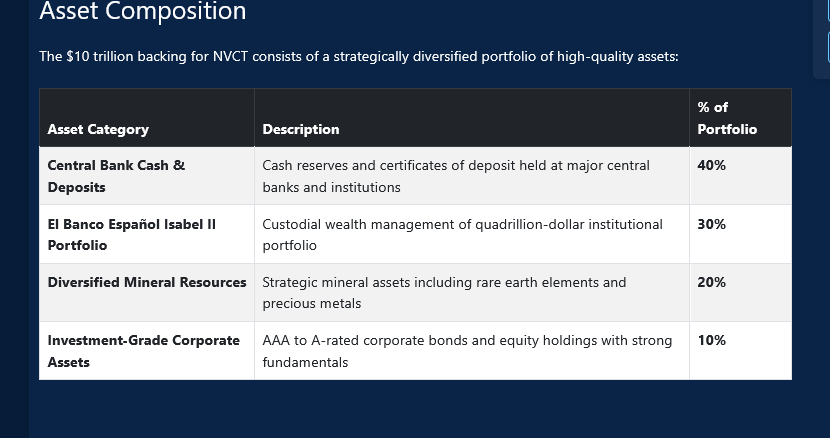 Asset Composition
The $10 trillion backing for NVCT consists of a strategically diversified portfolio of high-quality assets:
Asset Category Description % of Portfolio
Central Bank Cash & Deposits Cash reserves and certificates of deposit held at major central banks and institutions 40%
El Banco Español Isabel II Portfolio Custodial wealth management of quadrillion-dollar institutional portfolio 30%
Diversified Mineral Resources Strategic mineral assets including rare earth elements and precious metals 20%
Investment-Grade Corporate Assets AAA to A-rated corporate bonds and equity holdings with strong fundamentals 10%